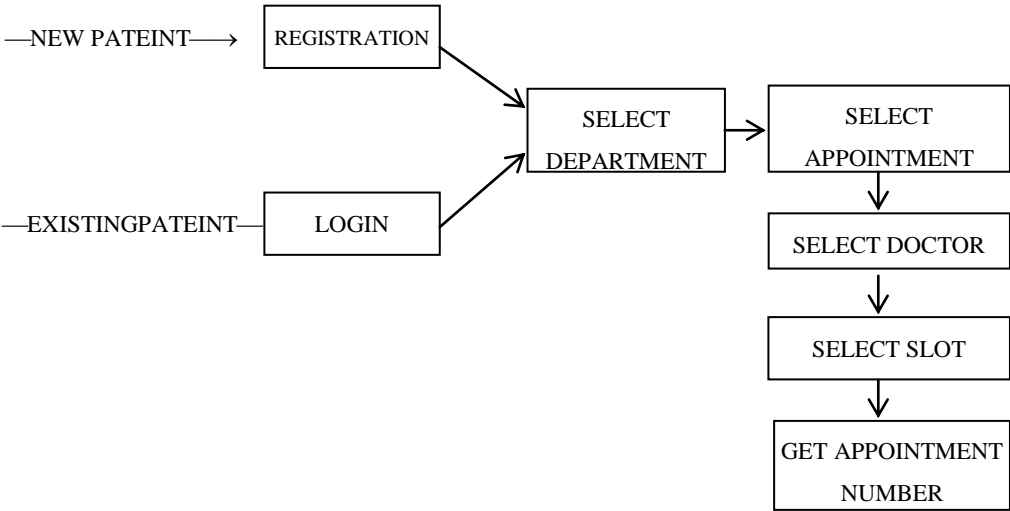 NEW PATEINT
REGISTRATION
SELECT
DEPARTMENT
SELECT
APPOINTMENT
EXISTINGPATEINT
LOGIN
SELECT DOCTOR
SELECT SLOT
GET APPOINTMENT
NUMBER